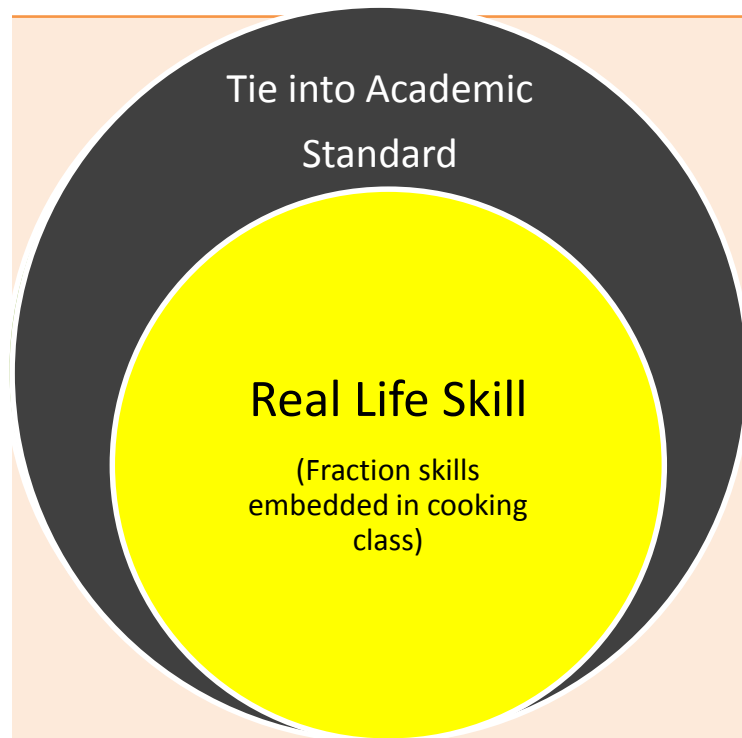 Tie into Academic
Standard
Real Life Skill
(Fraction skills
embedded in cooking
class)